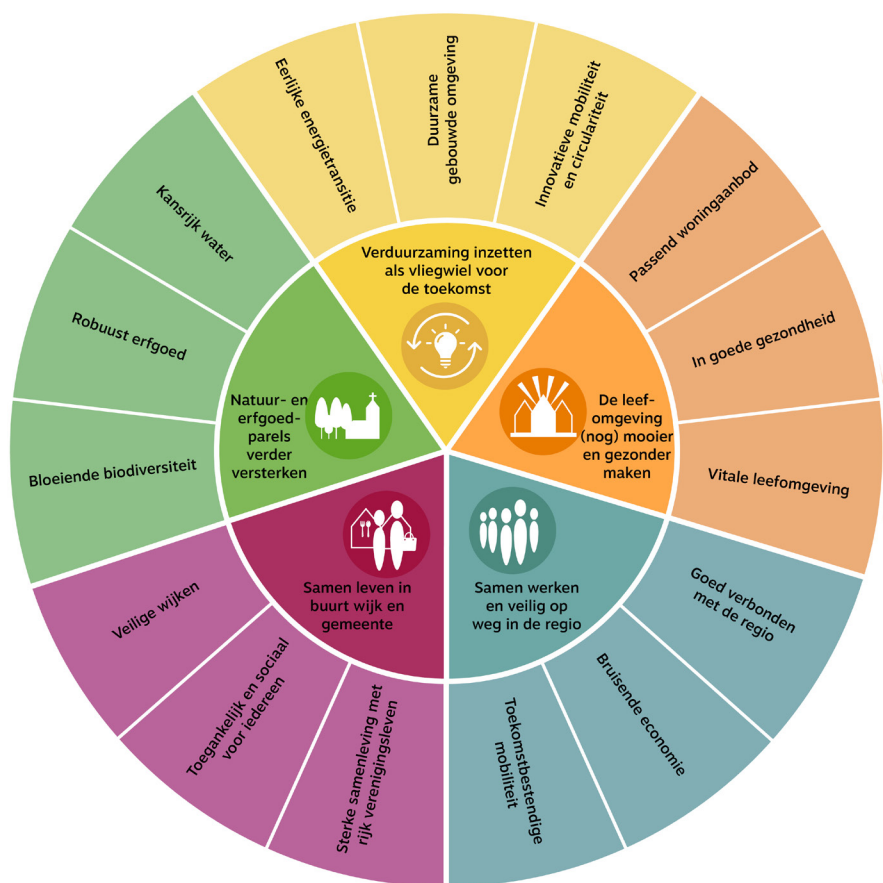 Verduurzaming inzetten
als vliegwiel voor
de toekomst
Eerlijke energietransitie
Duurzame
gebouwde omgeving
Innovatieve mobiliteit
en circulariteit
De leef-
omgeving
(nog) mooier
en gezonder
maken
Passend woningaanbod
In goede gezondheid
Vitale leefomgeving
Samen werken
en veilig op
weg in de regio
Goed verbonden
met de regio
Bruisende economie
Toekomstbestendige
mobiliteit
Samen leven in
buurt wijk en
gemeente
Sterke samenleving met
rijk verenigingsleven
Toegankelijk en sociaal
voor iedereen
Veilige wijken
Natuur- en
erfgoed-
parels
verder
versterken
Bloeiende biodiversiteit
Robuust erfgoed
Kansrijk water